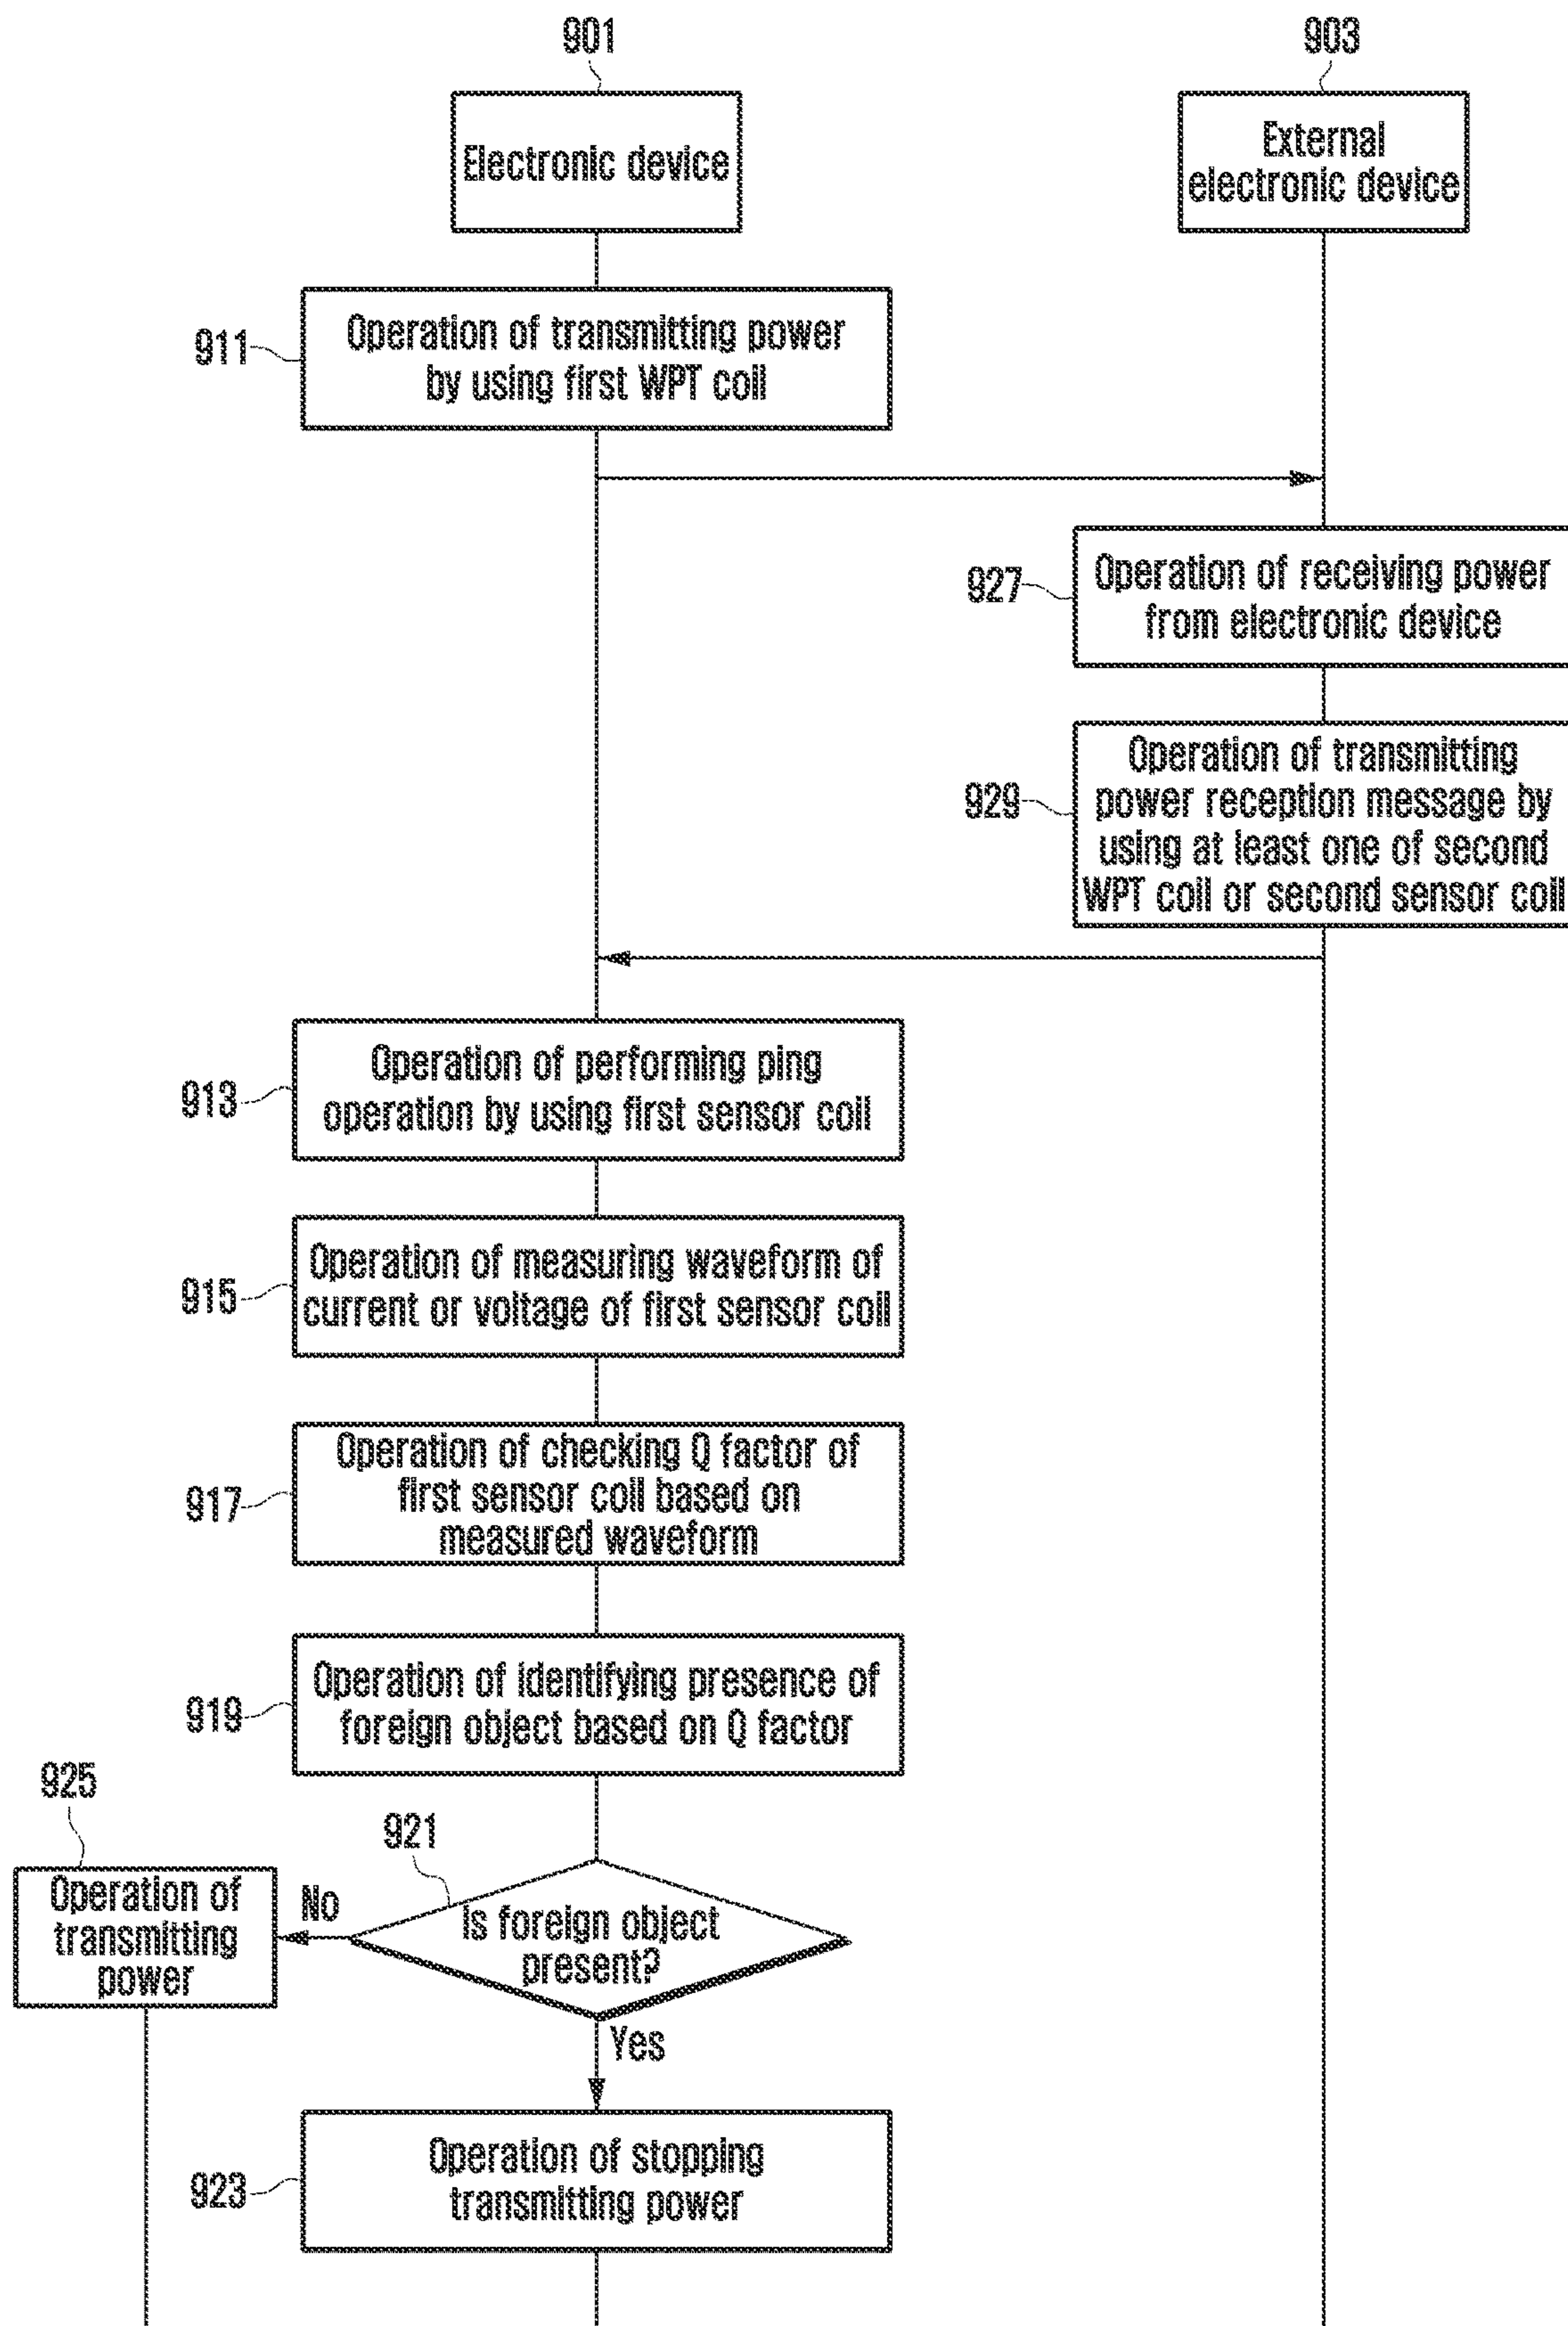 901
903
Electronic device
External
electronic device
911
Operation of transmitting power
by using first WPT coil
927
Operation of receiving power
from electronic device
929
Operation of transmitting
power reception message by
using at least one of second
WPT coil or second sensor coil
913
Operation of performing ping
operation by using first sensor coil
915
Operation of measuring waveform of
current or voltage of first sensor coil
917
Operation of checking Q factor of
first sensor coil based on
measured waveform
919
Operation of identifying presence of
foreign object based on Q factor
925
921
Operation of
transmitting
power
No
Is foreign object
present?
Yes
923
Operation of stopping
transmitting power